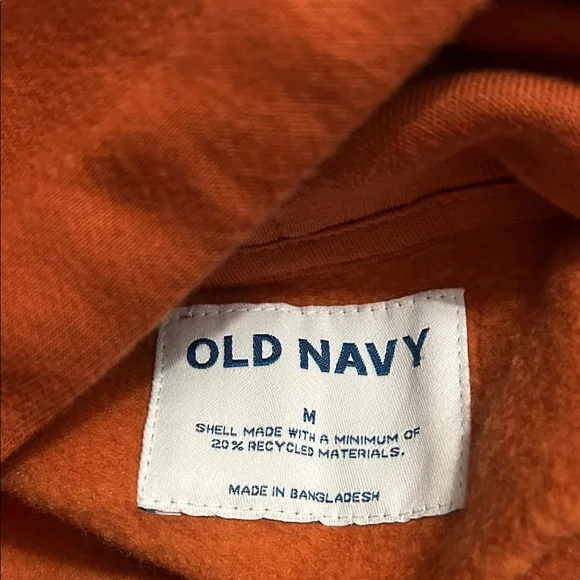 OLD NAVY
M
SHELL MADE WITH A MINIMUM OF
20% RECYCLED MATERIALS.
MADE IN BANGLADESH